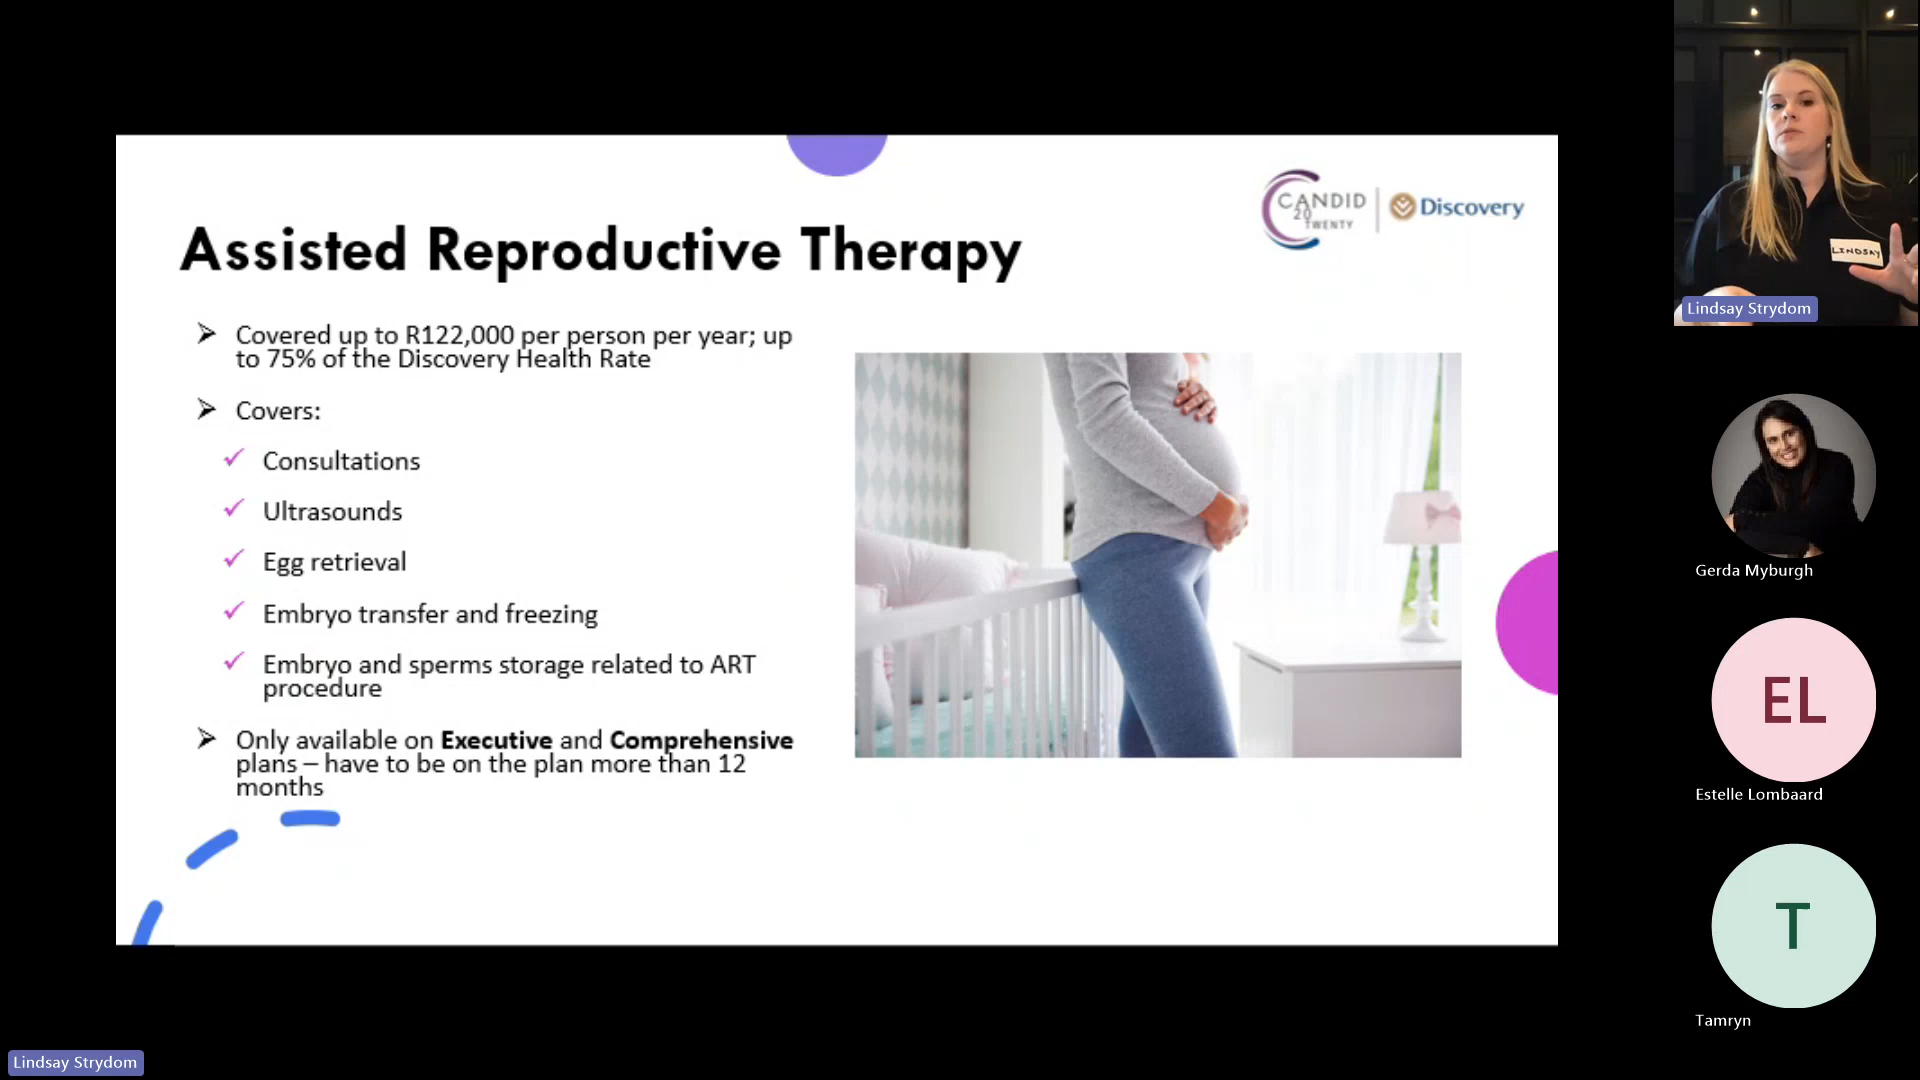 CANDID
20
TWENTY
Discovery
Assisted Reproductive Therapy
➢ Covered up to R122,000 per person per year; up
to 75% of the Discovery Health Rate
➢ Covers:
✓ Consultations
✓ Ultrasounds
✓ Egg retrieval
✓ Embryo transfer and freezing
✓ Embryo and sperms storage related to ART
procedure
➢ Only available on Executive and Comprehensive
plans – have to be on the plan more than 12
months
LINDSAY
Lindsay Strydom
Gerda Myburgh
EL
Estelle Lombaard
T
Tamryn
Lindsay Strydom